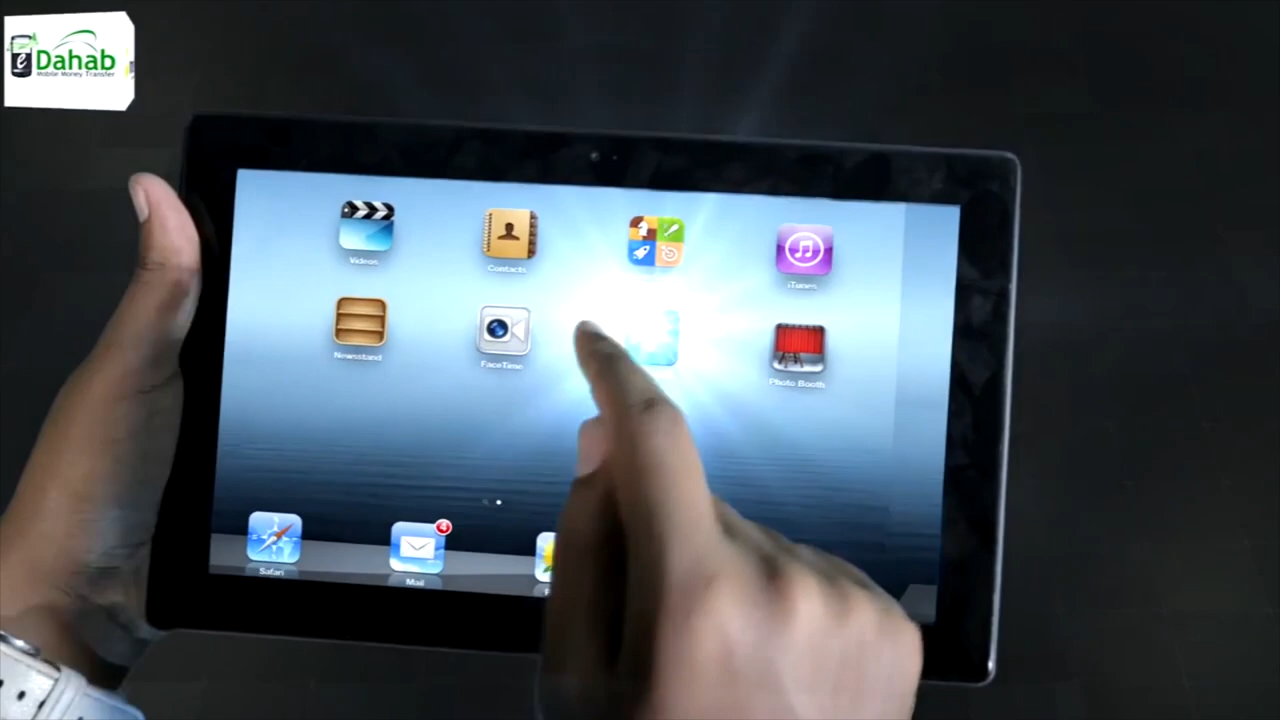 e Dahab
Mobile Money Transfer
Videos
Contacts
iTunes
Newsstand
FaceTime
Photo Booth
4
Safari
Mail